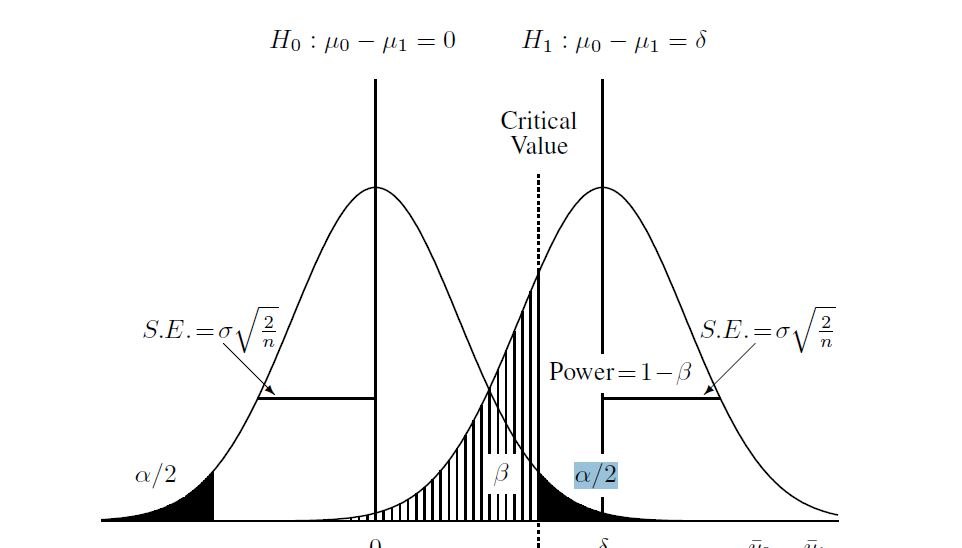 H₀ : μ₀ − μ₁ = 0
H₁ : μ₀ − μ₁ = δ
Critical
Value
S.E.=σ√(2/n)
S.E.=σ√(2/n)
Power=1−β
α/2
β
α/2
0
δ